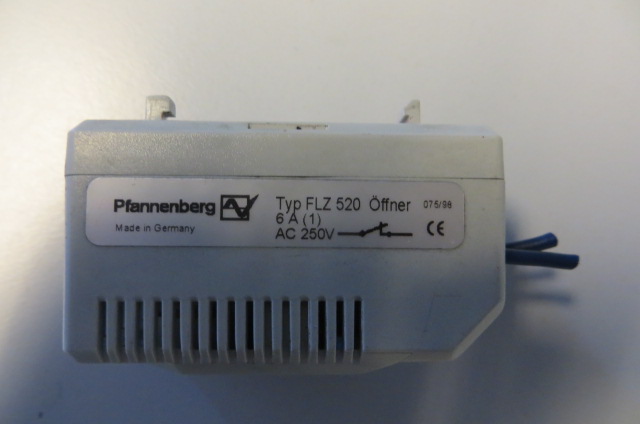 Pfannenberg
Made in Germany
Typ FLZ 520 Öffner 075/98
6 A (1)
AC 250V CE